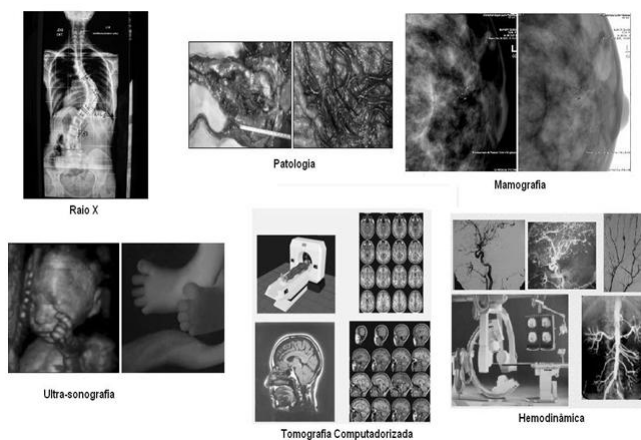 Raio X
Patologia
L
Mamografia
Ultra-sonografia
Tomografia Computadorizada
Hemodinâmica